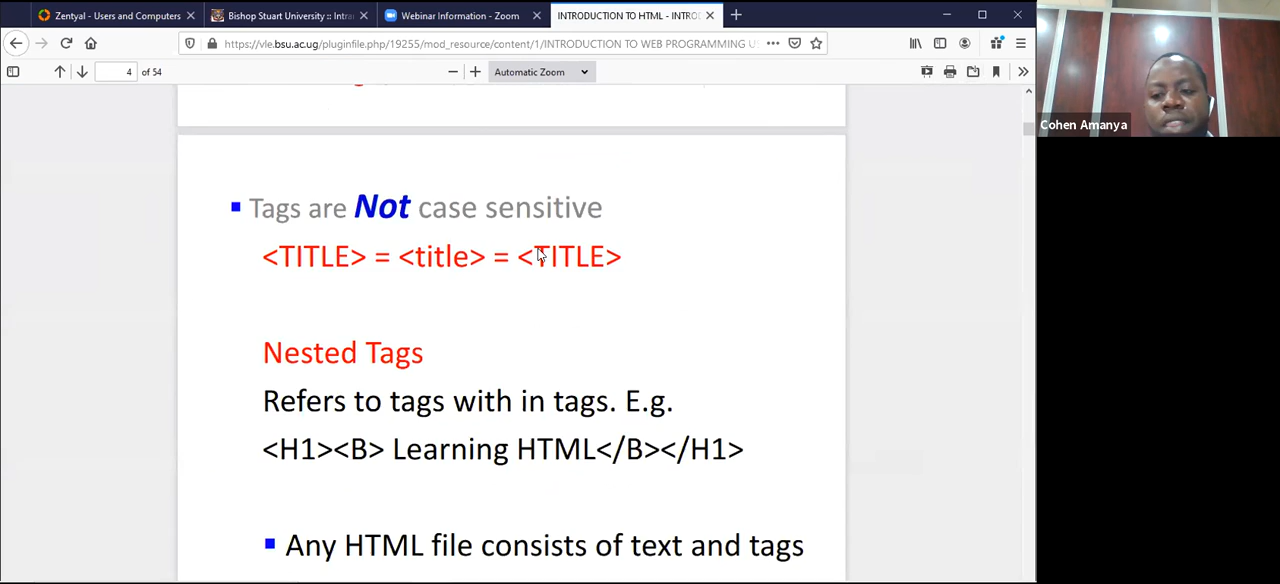 Zentyal - Users and Computers
Bishop Stuart University :: Intra
Webinar Information - Zoom
INTRODUCTION TO HTML - INTRO
https://vle.bsu.ac.ug/pluginfile.php/19255/mod_resource/content/1/INTRODUCTION TO WEB PROGRAMMING U
4 of 54
Automatic Zoom
Cohen Amanya
Tags are Not case sensitive
<TITLE> = <title> = <TITLE>
Nested Tags
Refers to tags with in tags. E.g.
<H1><B> Learning HTML</B></H1>
Any HTML file consists of text and tags